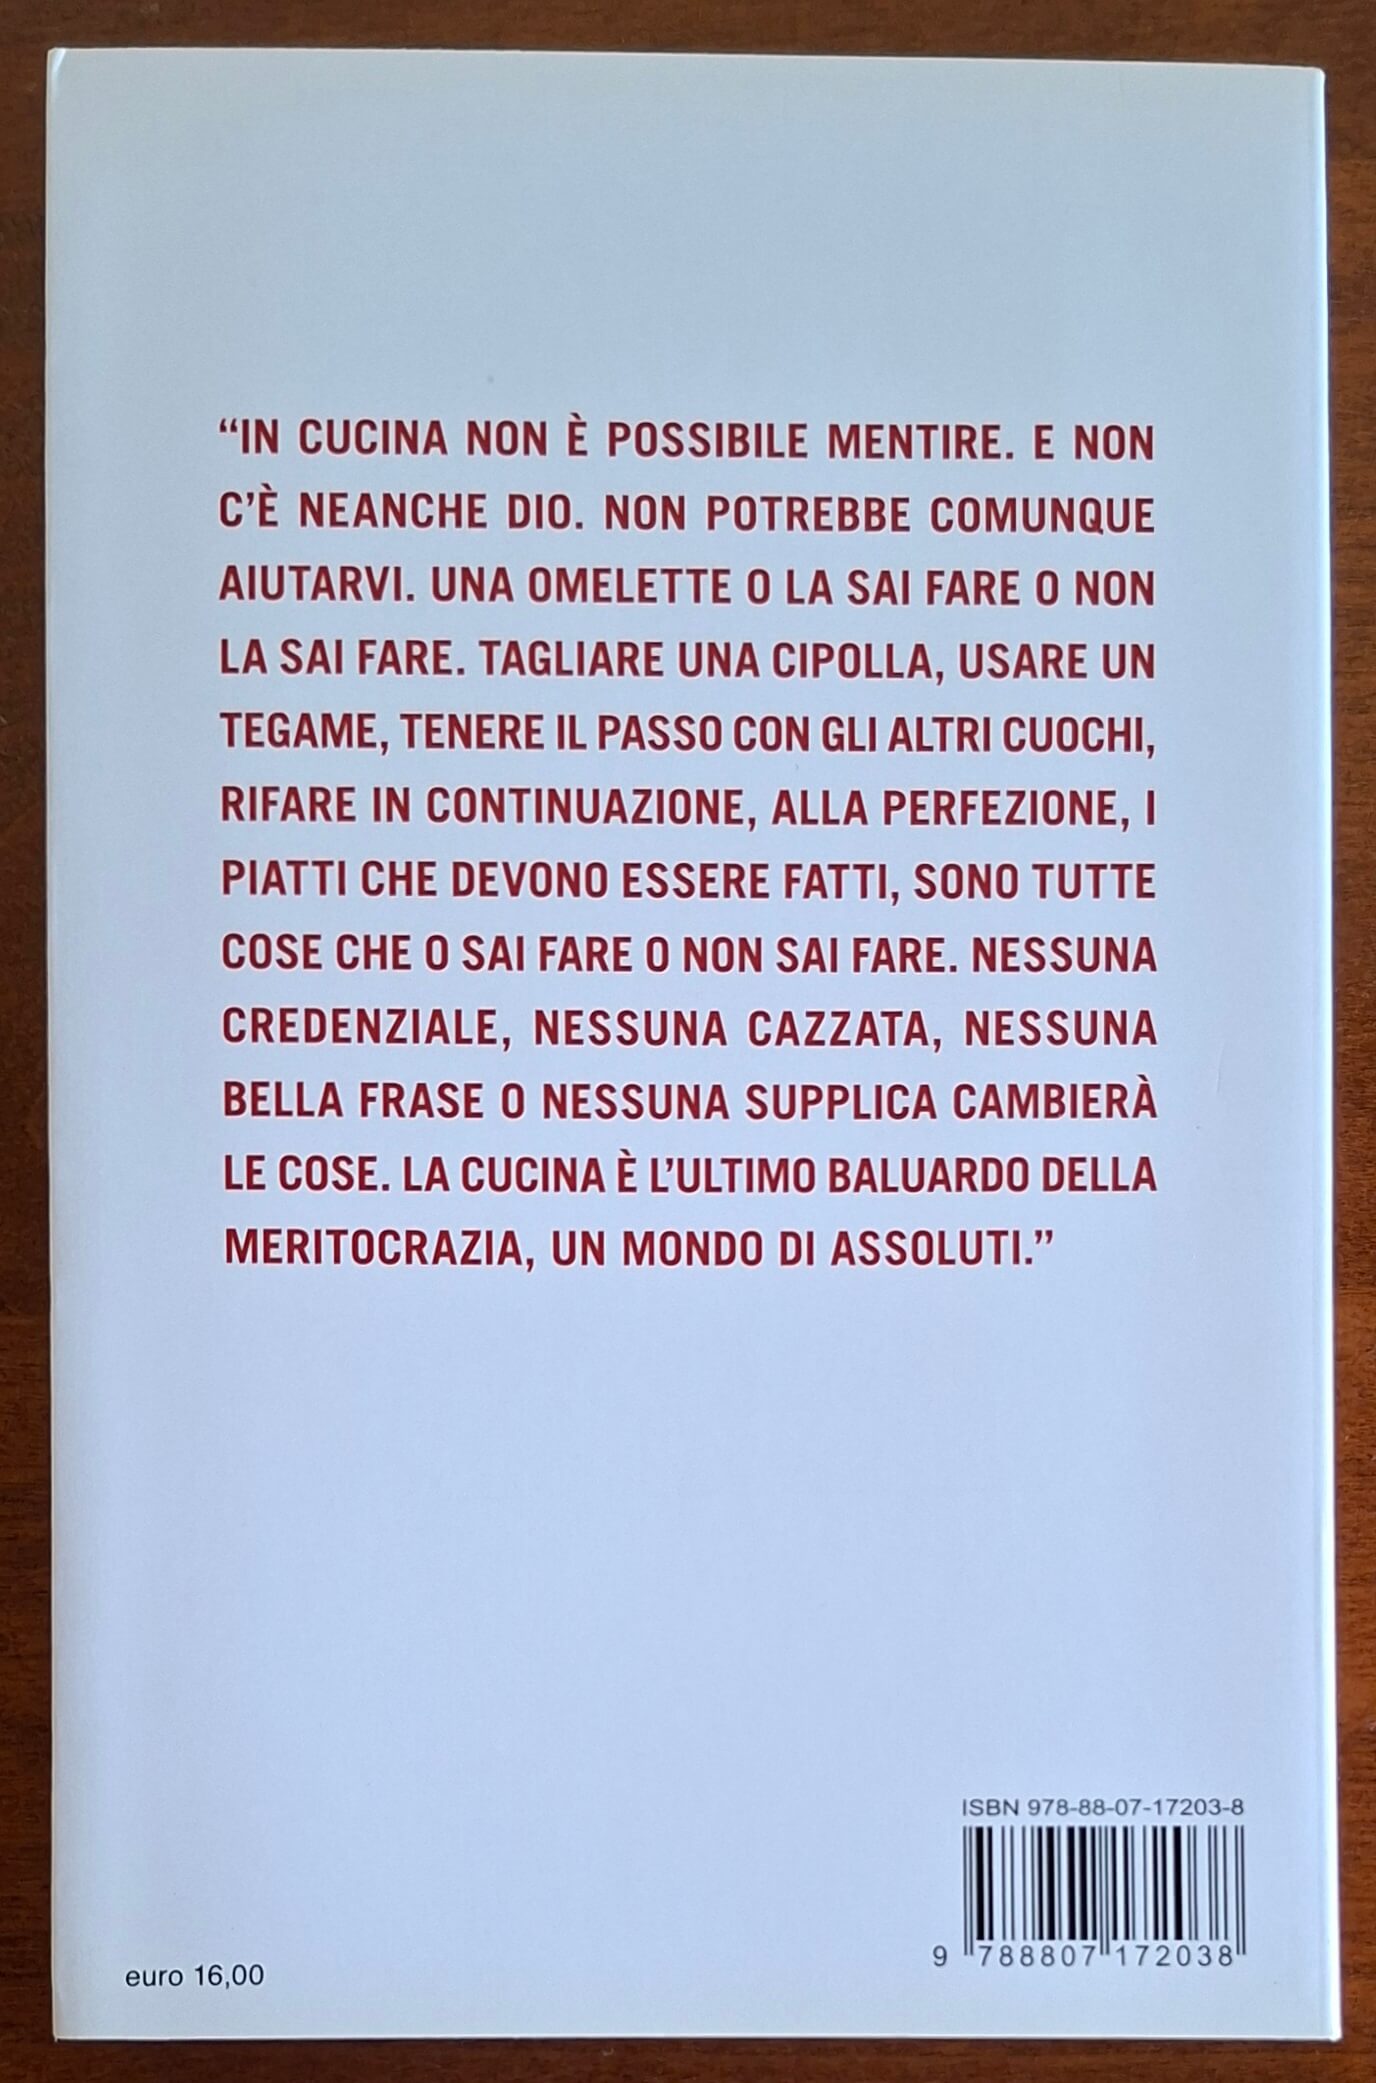 “IN CUCINA NON È POSSIBILE MENTIRE. E NON
C’È NEANCHE DIO. NON POTREBBE COMUNQUE
AIUTARVI. UNA OMELETTE O LA SAI FARE O NON
LA SAI FARE. TAGLIARE UNA CIPOLLA, USARE UN
TEGAME, TENERE IL PASSO CON GLI ALTRI CUOCHI,
RIFARE IN CONTINUAZIONE, ALLA PERFEZIONE, I
PIATTI CHE DEVONO ESSERE FATTI, SONO TUTTE
COSE CHE O SAI FARE O NON SAI FARE. NESSUNA
CREDENZIALE, NESSUNA CAZZATA, NESSUNA
BELLA FRASE O NESSUNA SUPPLICA CAMBIERÀ
LE COSE. LA CUCINA È L’ULTIMO BALUARDO DELLA
MERITOCRAZIA, UN MONDO DI ASSOLUTI.”
ISBN 978-88-07-17203-8
9 788807 172038
euro 16,00